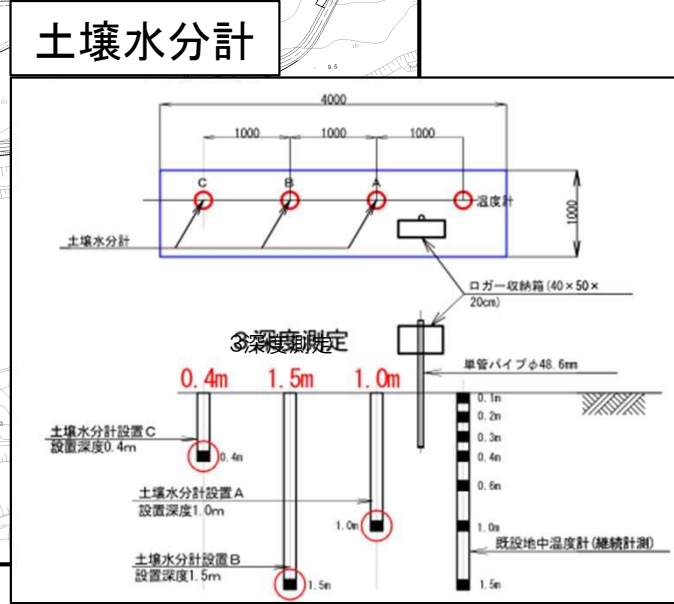 土壌水分計
9.5
4000
1000 1000 1000
C B A
温度計
1000
土壌水分計
ロガー収納箱(40×50×
20cm)
3深度測定
単管パイプφ48.6mm
0.4m 1.5m 1.0m
0.1m
0.2m
0.3m
0.4m
0.6m
1.0m
1.5m
土壌水分計設置C
設置深度0.4m
0.4m
土壌水分計設置A
設置深度1.0m
1.0m
既設地中温度計(継続計測)
土壌水分計設置B
設置深度1.5m
1.5m